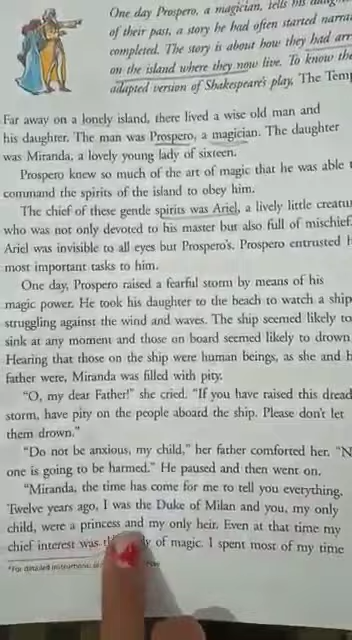 One day Prospero, a magician, tells his
of their past, a story he had often started
completed. The story is about how they had
on the island where they now live. To know the
adapted version of Shakespeare's play, The
Far away on a lonely island, there lived a wise old man and
his daughter. The man was Prospero, a magician. The daughter
was Miranda, a lovely young lady of sixteen.
Prospero knew so much of the art of magic that he was able
command the spirits of the island to obey him.
The chief of these gentle spirits was Ariel, a lively little
who was not only devoted to his master but also full of mischief.
Ariel was invisible to all eyes but Prospero's. Prospero entrusted
most important tasks to him.
One day, Prospero raised a fearful storm by means of his
magic power. He took his daughter to the beach to watch a ship
struggling against the wind and waves. The ship seemed likely to
sink at any moment and those on board seemed likely to drown.
Hearing that those on the ship were human beings, as she and
father were, Miranda was filled with pity.
"O, my dear Father!" she cried. "If you have raised this dread
storm, have pity on the people aboard the ship. Please don't let
them drown."
"Do not be anxious, my child," her father comforted her.
one is going to be harmed." He paused and then went on.
"Miranda, the time has come for me to tell you everything.
Twelve years ago, I was the Duke of Milan and you, my only
child, were a princess and my only heir. Even at that time my
chief interest was of magic. I spent most of my time
*For detailed instructions,